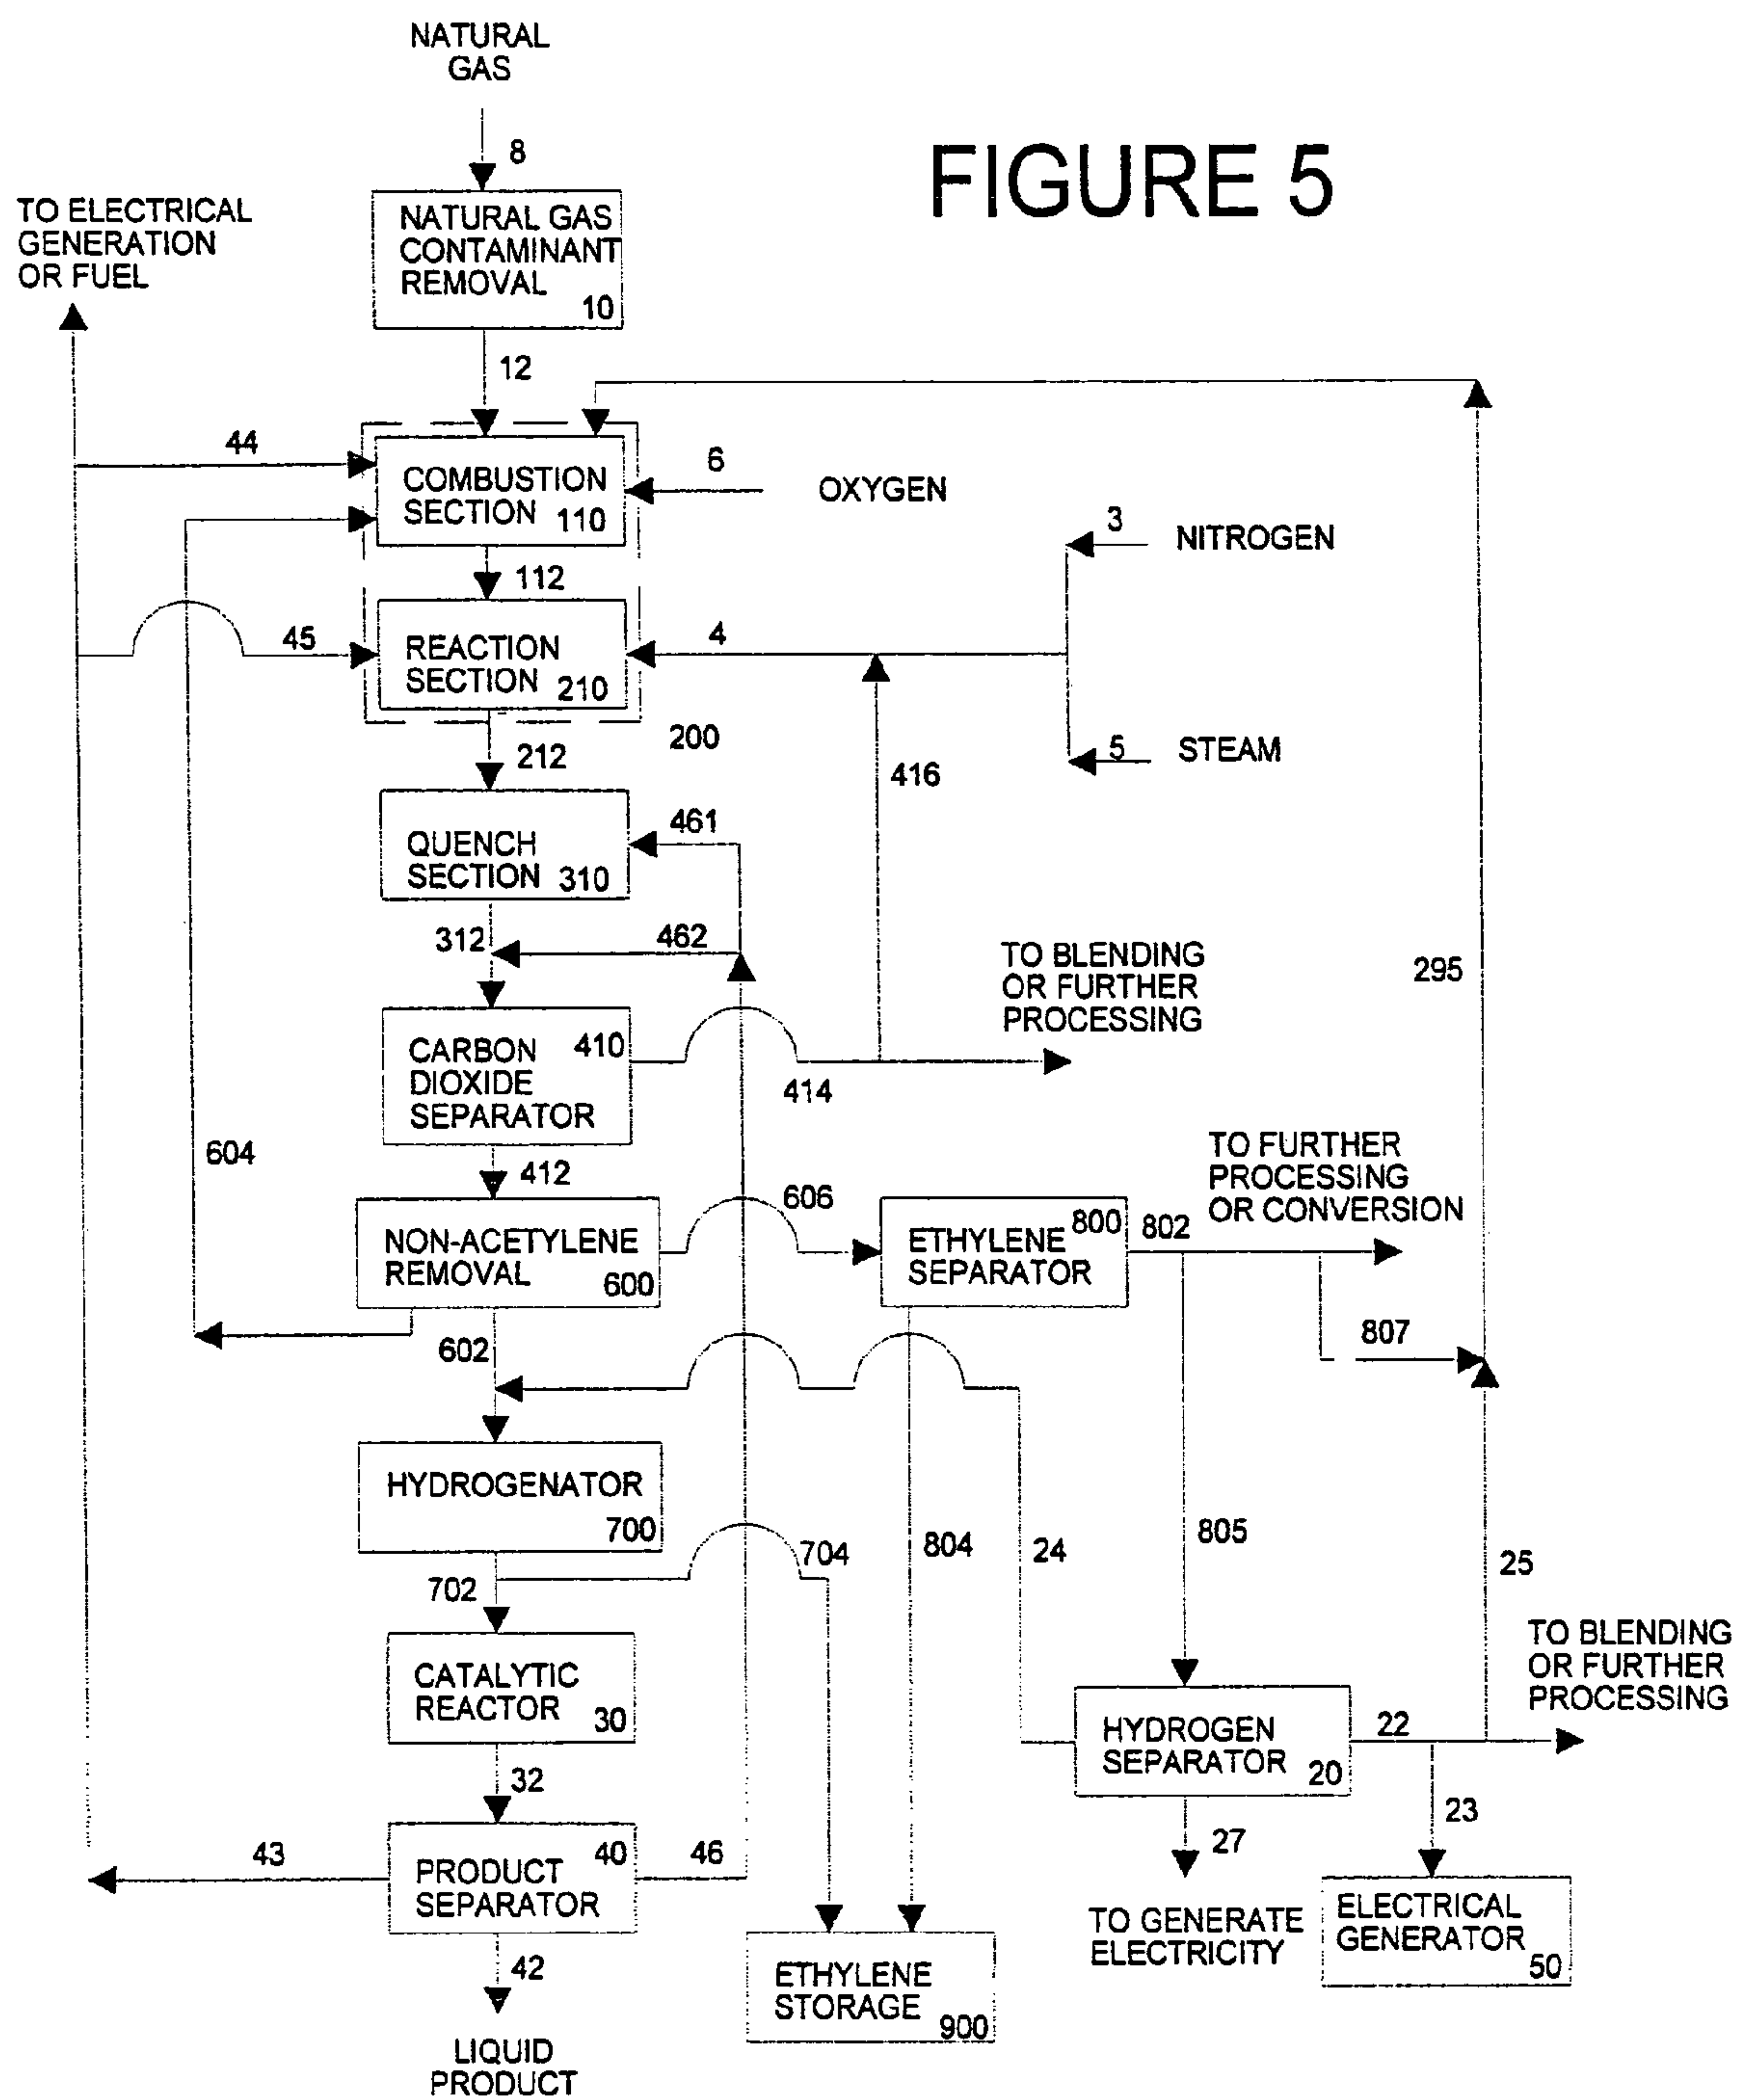 NATURAL
GAS
8
FIGURE 5
TO ELECTRICAL
GENERATION
OR FUEL
NATURAL GAS
CONTAMINANT
REMOVAL
10
12
44
COMBUSTION
SECTION
110
6
OXYGEN
3
NITROGEN
112
45
REACTION
SECTION
210
4
200
212
5
STEAM
416
QUENCH
SECTION
310
461
312
462
TO BLENDING
OR FURTHER
PROCESSING
295
CARBON
DIOXIDE
SEPARATOR
410
414
604
412
606
TO FURTHER
PROCESSING
OR CONVERSION
NON-ACETYLENE
REMOVAL
600
ETHYLENE
SEPARATOR
800
802
602
807
HYDROGENATOR
700
704
804
24
805
25
702
CATALYTIC
REACTOR
30
TO BLENDING
OR FURTHER
PROCESSING
HYDROGEN
SEPARATOR
20
22
32
23
27
43
PRODUCT
SEPARATOR
40
46
TO GENERATE
ELECTRICITY
ELECTRICAL
GENERATOR
50
42
ETHYLENE
STORAGE
900
LIQUID
PRODUCT